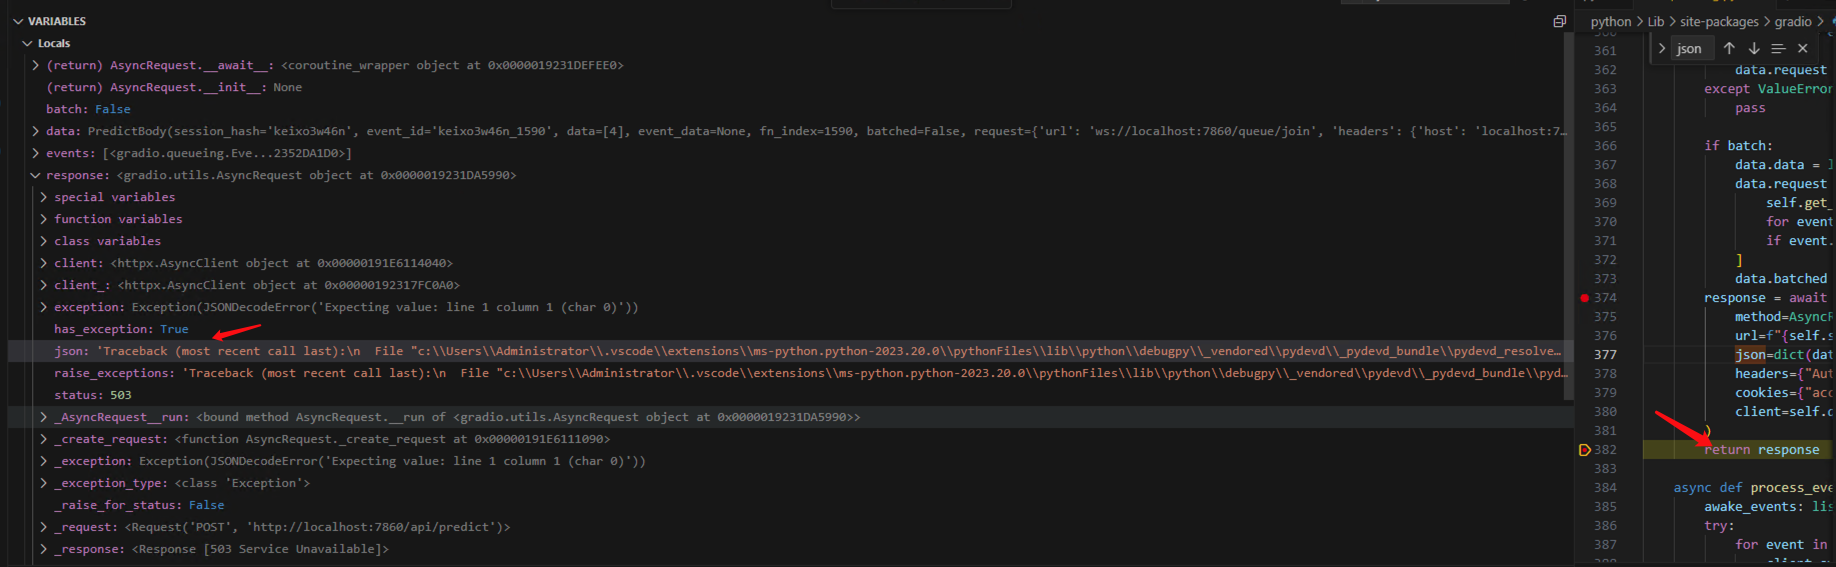 VARIABLES
Locals
(return) AsyncRequest.__await__: <coroutine_wrapper object at 0x0000019231DEFEE0>
(return) AsyncRequest.__init__: None
batch: False
data: PredictBody(session_hash='keixo3w46n', event_id='keixo3w46n_1590', data=[4], event_data=None, fn_index=1590, batched=False, request={'url': 'ws://localhost:7860/queue/join', 'headers': {'host': 'localhost:7…
events: [<gradio.queueing.Eve...2352DA1D0>]
response: <gradio.utils.AsyncRequest object at 0x0000019231DA5990>
special variables
function variables
class variables
client: <httpx.AsyncClient object at 0x00000191E6114040>
client_: <httpx.AsyncClient object at 0x00000192317FC0A0>
exception: Exception(JSONDecodeError('Expecting value: line 1 column 1 (char 0)'))
has_exception: True
json: 'Traceback (most recent call last):\n  File "c:\\Users\\Administrator\\.vscode\\extensions\\ms-python.python-2023.20.0\\pythonFiles\\lib\\python\\debugpy\\_vendored\\pydevd\\_pydevd_bundle\\pydevd_resolve…
raise_exceptions: 'Traceback (most recent call last):\n  File "c:\\Users\\Administrator\\.vscode\\extensions\\ms-python.python-2023.20.0\\pythonFiles\\lib\\python\\debugpy\\_vendored\\pydevd\\_pydevd_bundle\\pyd…
status: 503
_AsyncRequest__run: <bound method AsyncRequest.__run of <gradio.utils.AsyncRequest object at 0x0000019231DA5990>>
_create_request: <function AsyncRequest._create_request at 0x00000191E6111090>
_exception: Exception(JSONDecodeError('Expecting value: line 1 column 1 (char 0)'))
_exception_type: <class 'Exception'>
_raise_for_status: False
_request: <Request('POST', 'http://localhost:7860/api/predict')>
_response: <Response [503 Service Unavailable]>
python > Lib > site-packages > gradio >
json
361
362 data.request
363 except ValueError
364 pass
365
366 if batch:
367 data.data =
368 data.request
369 self.get_
370 for event
371 if event.
372 ]
373 data.batched
374 response = await
375 method=AsyncR
376 url=f"{self.s
377 json=dict(dat
378 headers={"Aut
379 cookies={"acc
380 client=self.
381 )
382 return response
383
384 async def process_eve
385 awake_events: lis
386 try:
387 for event in